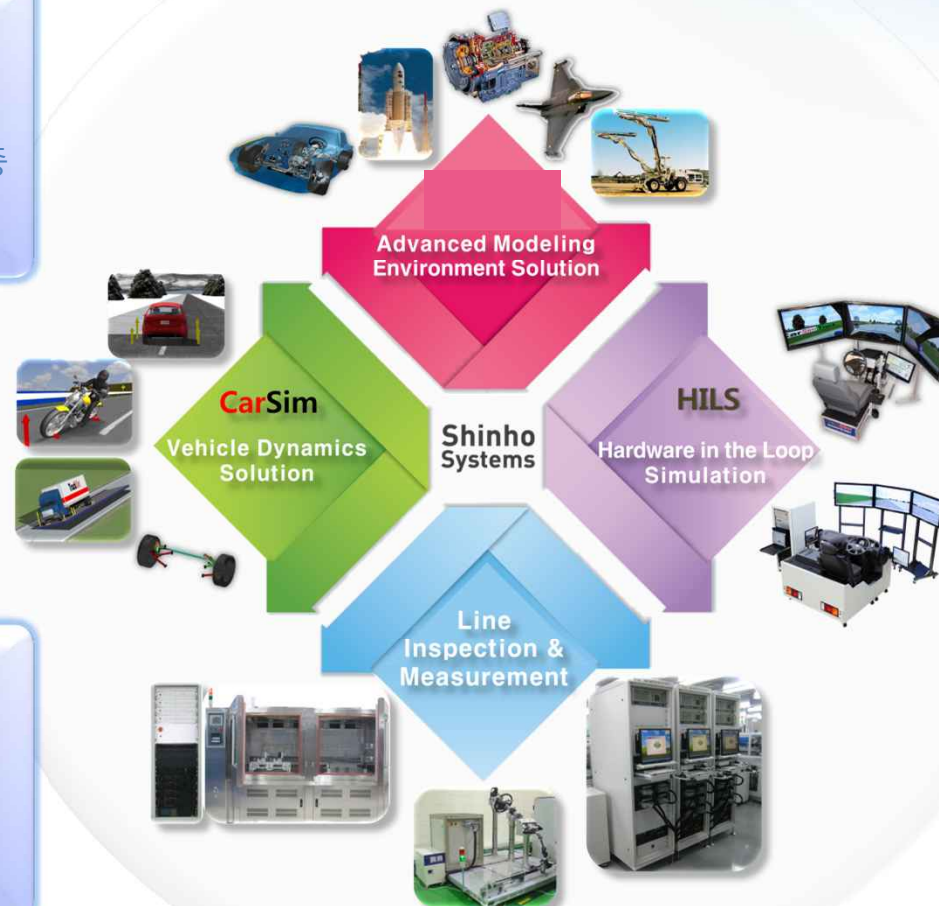 Advanced Modeling
Environment Solution
CarSim
Vehicle Dynamics
Solution
Shinho
Systems
HILS
Hardware in the Loop
Simulation
Line
Inspection &
Measurement